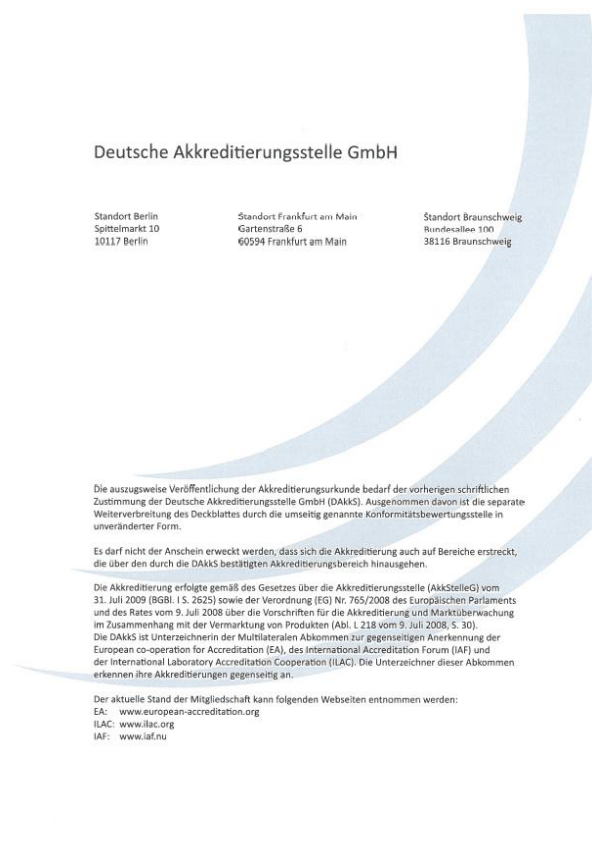 Deutsche Akkreditierungsstelle GmbH
Standort Berlin
Spittelmarkt 10
10117 Berlin
Standort Frankfurt am Main
Gartenstraße 6
60594 Frankfurt am Main
Standort Braunschweig
Bundesallee 100
38116 Braunschweig
Die auszugsweise Veröffentlichung der Akkreditierungsurkunde bedarf der vorherigen schriftlichen
Zustimmung der Deutsche Akkreditierungsstelle GmbH (DAkkS). Ausgenommen davon ist die separate
Weiterverbreitung des Deckblattes durch die umseitig genannte Konformitätsbewertungsstelle in
unveränderter Form.
Es darf nicht der Anschein erweckt werden, dass sich die Akkreditierung auch auf Bereiche erstreckt,
die über den durch die DAkkS bestätigten Akkreditierungsbereich hinausgehen.
Die Akkreditierung erfolgte gemäß des Gesetzes über die Akkreditierungsstelle (AkkStelleG) vom
31. Juli 2009 (BGBl. I S. 2625) sowie der Verordnung (EG) Nr. 765/2008 des Europäischen Parlaments
und des Rates vom 9. Juli 2008 über die Vorschriften für die Akkreditierung und Marktüberwachung
im Zusammenhang mit der Vermarktung von Produkten (Abl. L 218 vom 9. Juli 2008, S. 30).
Die DAkkS ist Unterzeichnerin der Multilateralen Abkommen zur gegenseitigen Anerkennung der
European co-operation for Accreditation (EA), des International Accreditation Forum (IAF) und
der International Laboratory Accreditation Cooperation (ILAC). Die Unterzeichner dieser Abkommen
erkennen ihre Akkreditierungen gegenseitig an.
Der aktuelle Stand der Mitgliedschaft kann folgenden Webseiten entnommen werden:
EA: www.european-accreditation.org
ILAC: www.ilac.org
IAF: www.iaf.nu